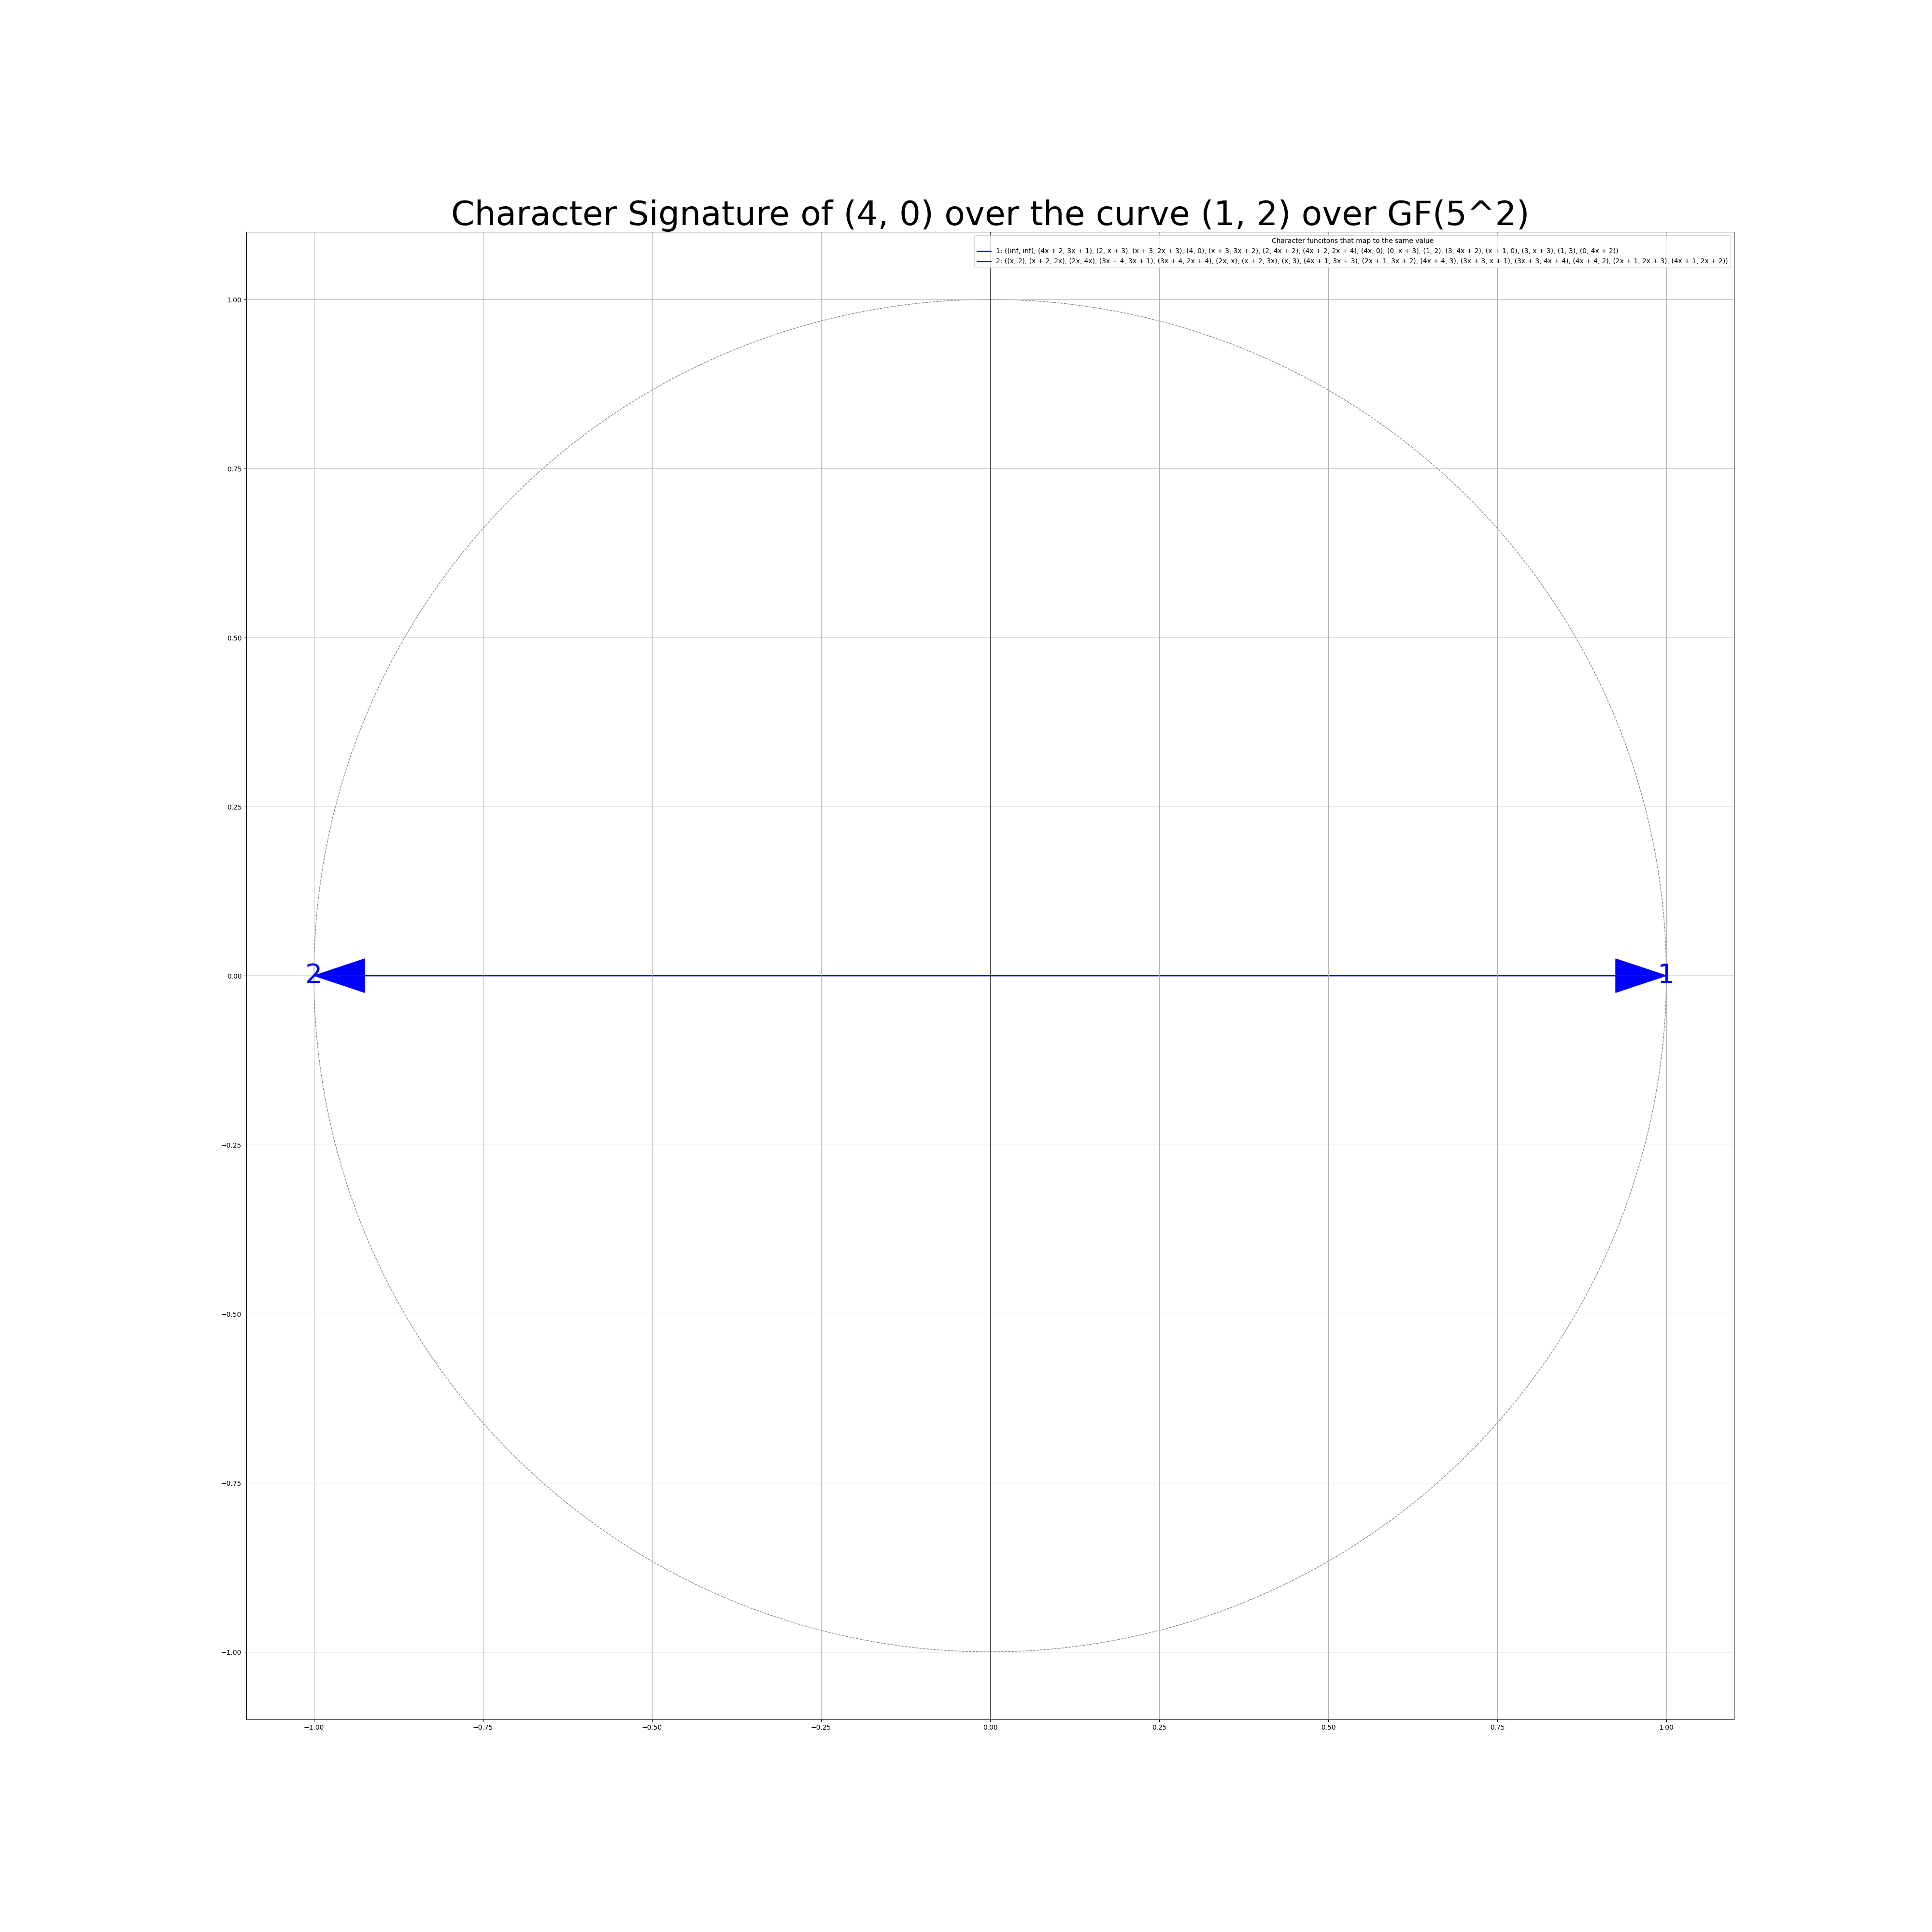 Character Signature of (4, 0) over the curve (1, 2) over GF(5^2)
Character funcitons that map to the same value
1: ((inf, inf), (4x + 2, 3x + 1), (2, x + 3), (x + 3, 2x + 3), (4, 0), (x + 3, 3x + 2), (2, 4x + 2), (4x + 2, 2x + 4), (4x, 0), (0, x + 3), (1, 2), (3, 4x + 2), (x + 1, 0), (3, x + 3), (1, 3), (0, 4x + 2))
2: ((x, 2), (x + 2, 2x), (2x, 4x), (3x + 4, 3x + 1), (3x + 4, 2x + 4), (2x, x), (x + 2, 3x), (x, 3), (4x + 1, 3x + 3), (2x + 1, 3x + 2), (4x + 4, 3), (3x + 3, x + 1), (3x + 3, 4x + 4), (4x + 4, 2), (2x + 1, 2x + 3), (4x + 1, 2x + 2))
1.00
0.75
0.50
0.25
0.00
−0.25
−0.50
−0.75
−1.00
2
1
−1.00 −0.75 −0.50 −0.25 0.00 0.25 0.50 0.75 1.00